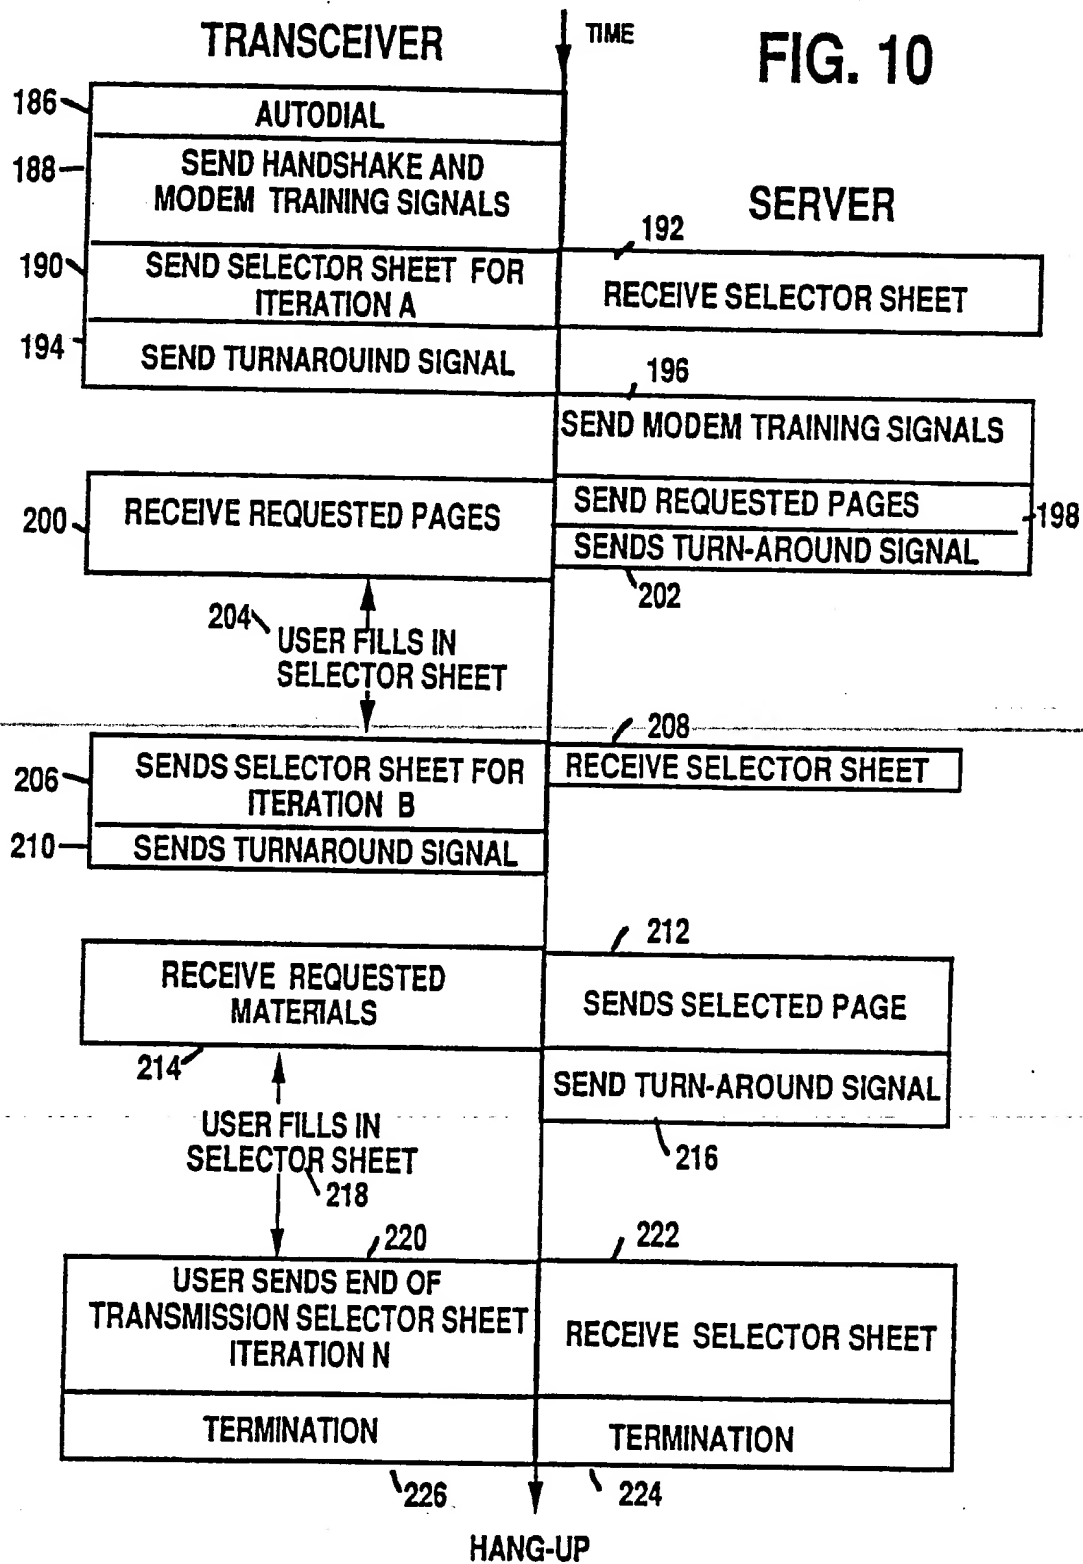 TRANSCEIVER
TIME
FIG. 10
186
AUTODIAL
188
SEND HANDSHAKE AND
MODEM TRAINING SIGNALS
SERVER
192
190
SEND SELECTOR SHEET FOR
ITERATION A
RECEIVE SELECTOR SHEET
194
SEND TURNAROUIND SIGNAL
196
SEND MODEM TRAINING SIGNALS
200
RECEIVE REQUESTED PAGES
SEND REQUESTED PAGES
198
SENDS TURN-AROUND SIGNAL
202
204
USER FILLS IN
SELECTOR SHEET
208
206
SENDS SELECTOR SHEET FOR
ITERATION B
RECEIVE SELECTOR SHEET
210
SENDS TURNAROUND SIGNAL
212
RECEIVE REQUESTED
MATERIALS
SENDS SELECTED PAGE
214
SEND TURN-AROUND SIGNAL
216
USER FILLS IN
SELECTOR SHEET
218
220
222
USER SENDS END OF
TRANSMISSION SELECTOR SHEET
ITERATION N
RECEIVE SELECTOR SHEET
TERMINATION
TERMINATION
226
224
HANG-UP